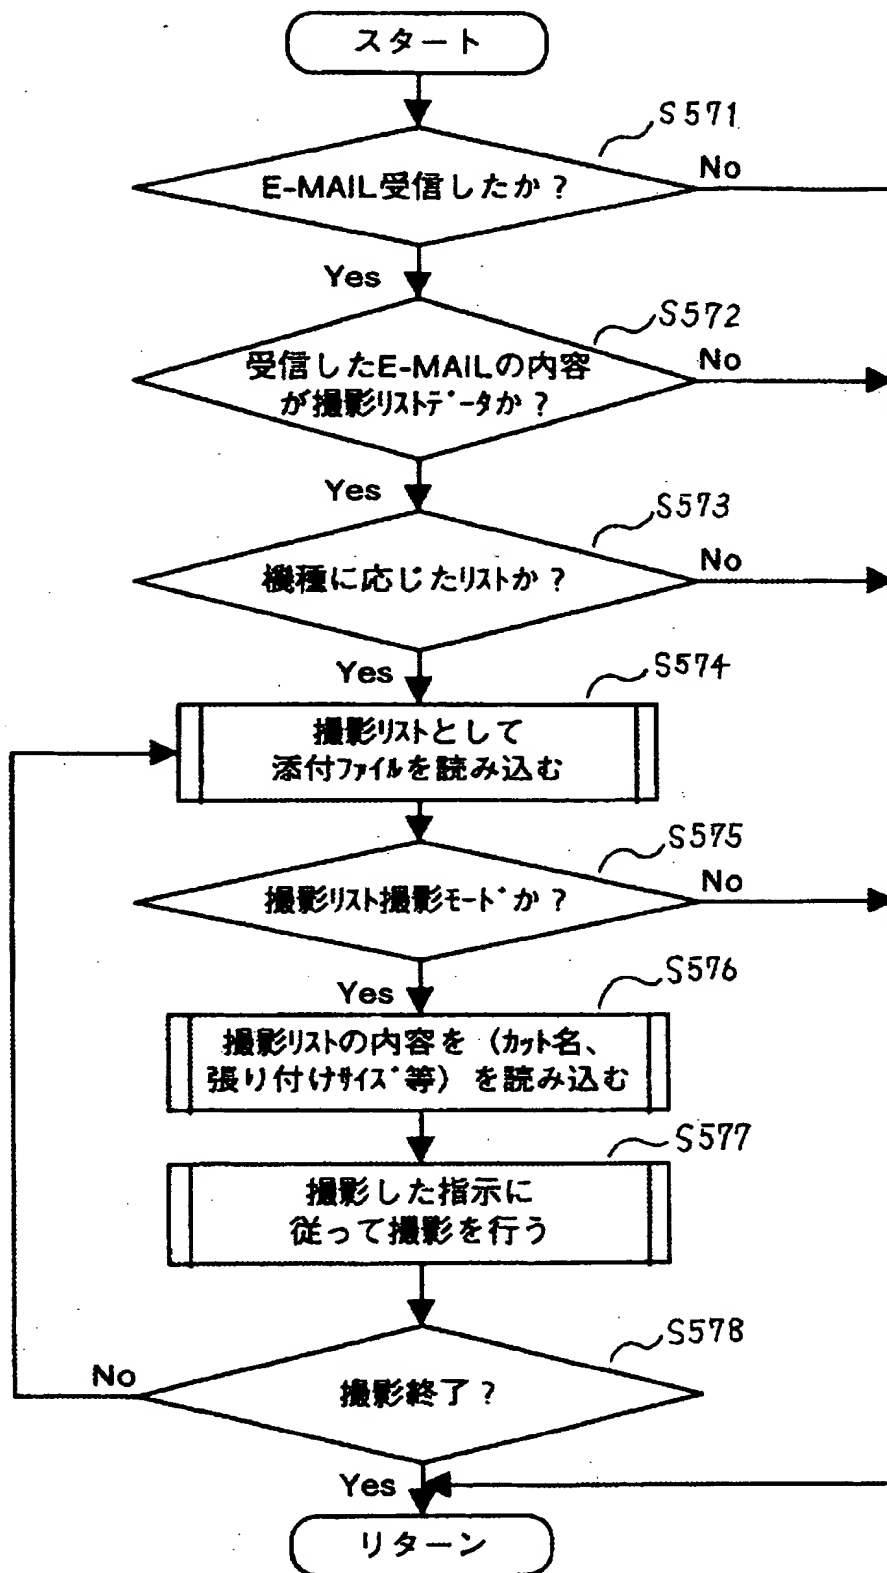 スタート
S571
E-MAIL受信したか？
No
Yes
S572
受信したE-MAILの内容
が撮影リストデータか？
No
Yes
S573
機種に応じたリストか？
No
Yes
S574
撮影リストとして
添付ファイルを読み込む
S575
撮影リスト撮影モードか？
No
Yes
S576
撮影リストの内容を（カット名、
張り付けサイズ等）を読み込む
S577
撮影した指示に
従って撮影を行う
S578
撮影終了？
No
Yes
リターン